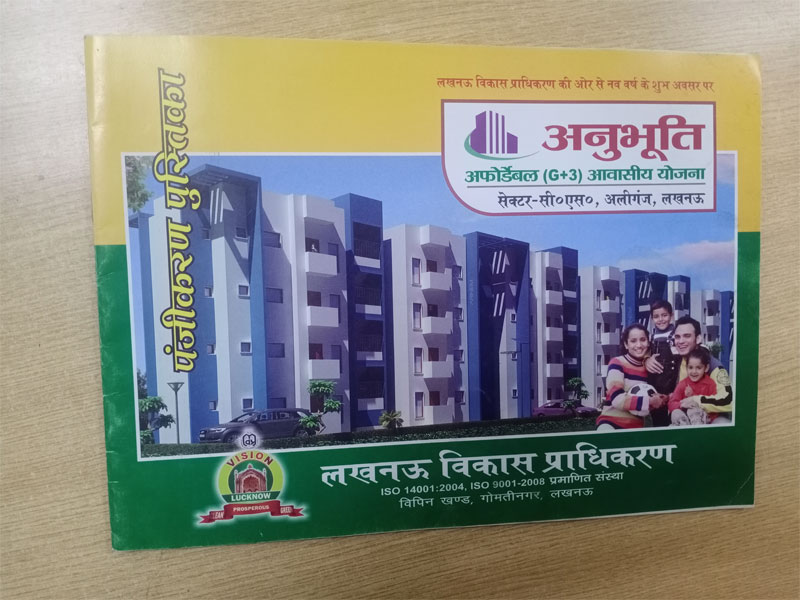 पंजीकरण पुस्तिका
लखनऊ विकास प्राधिकरण की ओर से नव वर्ष के शुभ अवसर पर
अनुभूति
अफोर्डेबल (G+3) आवासीय योजना
सेक्टर-सी०एस०, अलीगंज, लखनऊ
VISION
LUCKNOW
PROSPEROUS
लखनऊ विकास प्राधिकरण
ISO 14001:2004, ISO 9001-2008 प्रमाणित संस्था
विपिन खण्ड, गोमतीनगर, लखनऊ